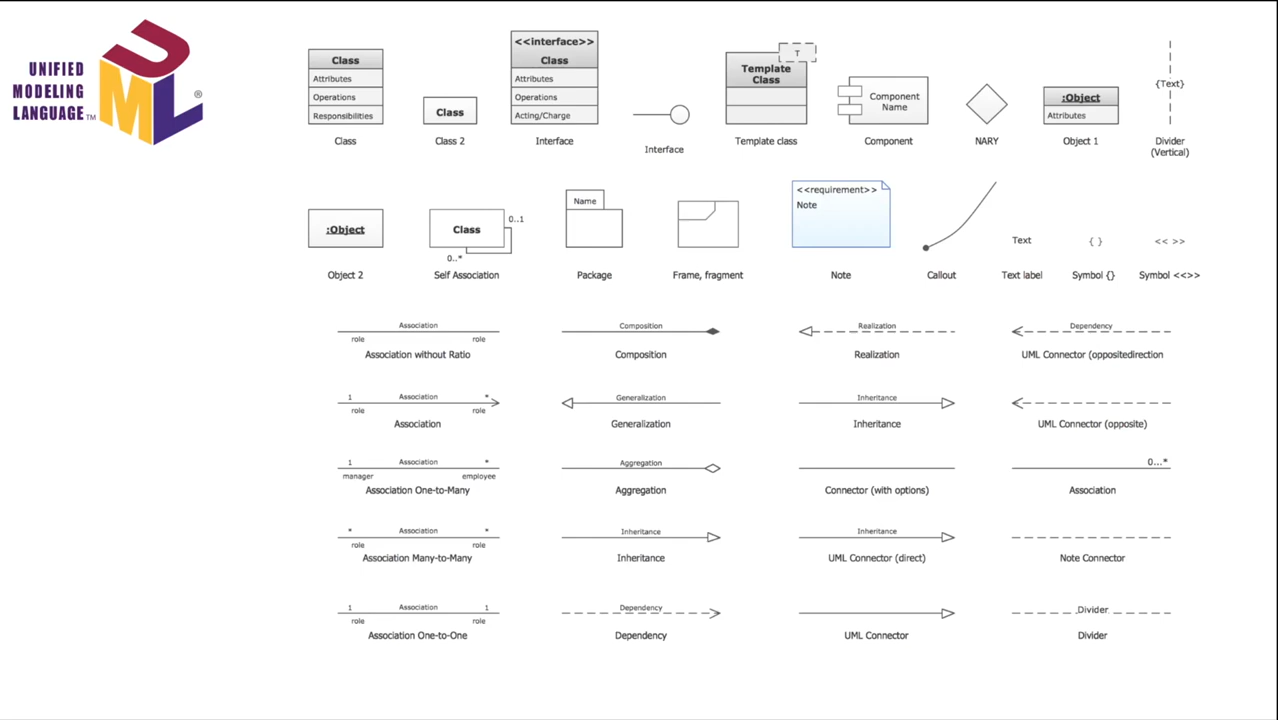 UNIFIED
MODELING
LANGUAGE TM
UML ®
Class
Attributes
Operations
Responsibilities
Class
Class
Class 2
<<interface>>
Class
Attributes
Operations
Acting/Charge
Interface
Interface
T
Template
Class
Template class
Component
Name
Component
NARY
:Object
Attributes
Object 1
{Text}
Divider
(Vertical)
:Object
Object 2
Class
0..1
0..*
Self Association
Name
Package
Frame, fragment
<<requirement>>
Note
Note
Callout
Text
Text label
{ }
Symbol {}
<< >>
Symbol <<>>
Association
role role
Association without Ratio
Composition
Composition
Realization
Realization
Dependency
UML Connector (oppositedirection
1 Association *
role role
Association
Generalization
Generalization
Inheritance
Inheritance
UML Connector (opposite)
1 Association *
manager employee
Association One-to-Many
Aggregation
Aggregation
Connector (with options)
0...*
Association
* Association *
role role
Association Many-to-Many
Inheritance
Inheritance
Inheritance
UML Connector (direct)
Note Connector
1 Association 1
role role
Association One-to-One
Dependency
Dependency
UML Connector
Divider
Divider